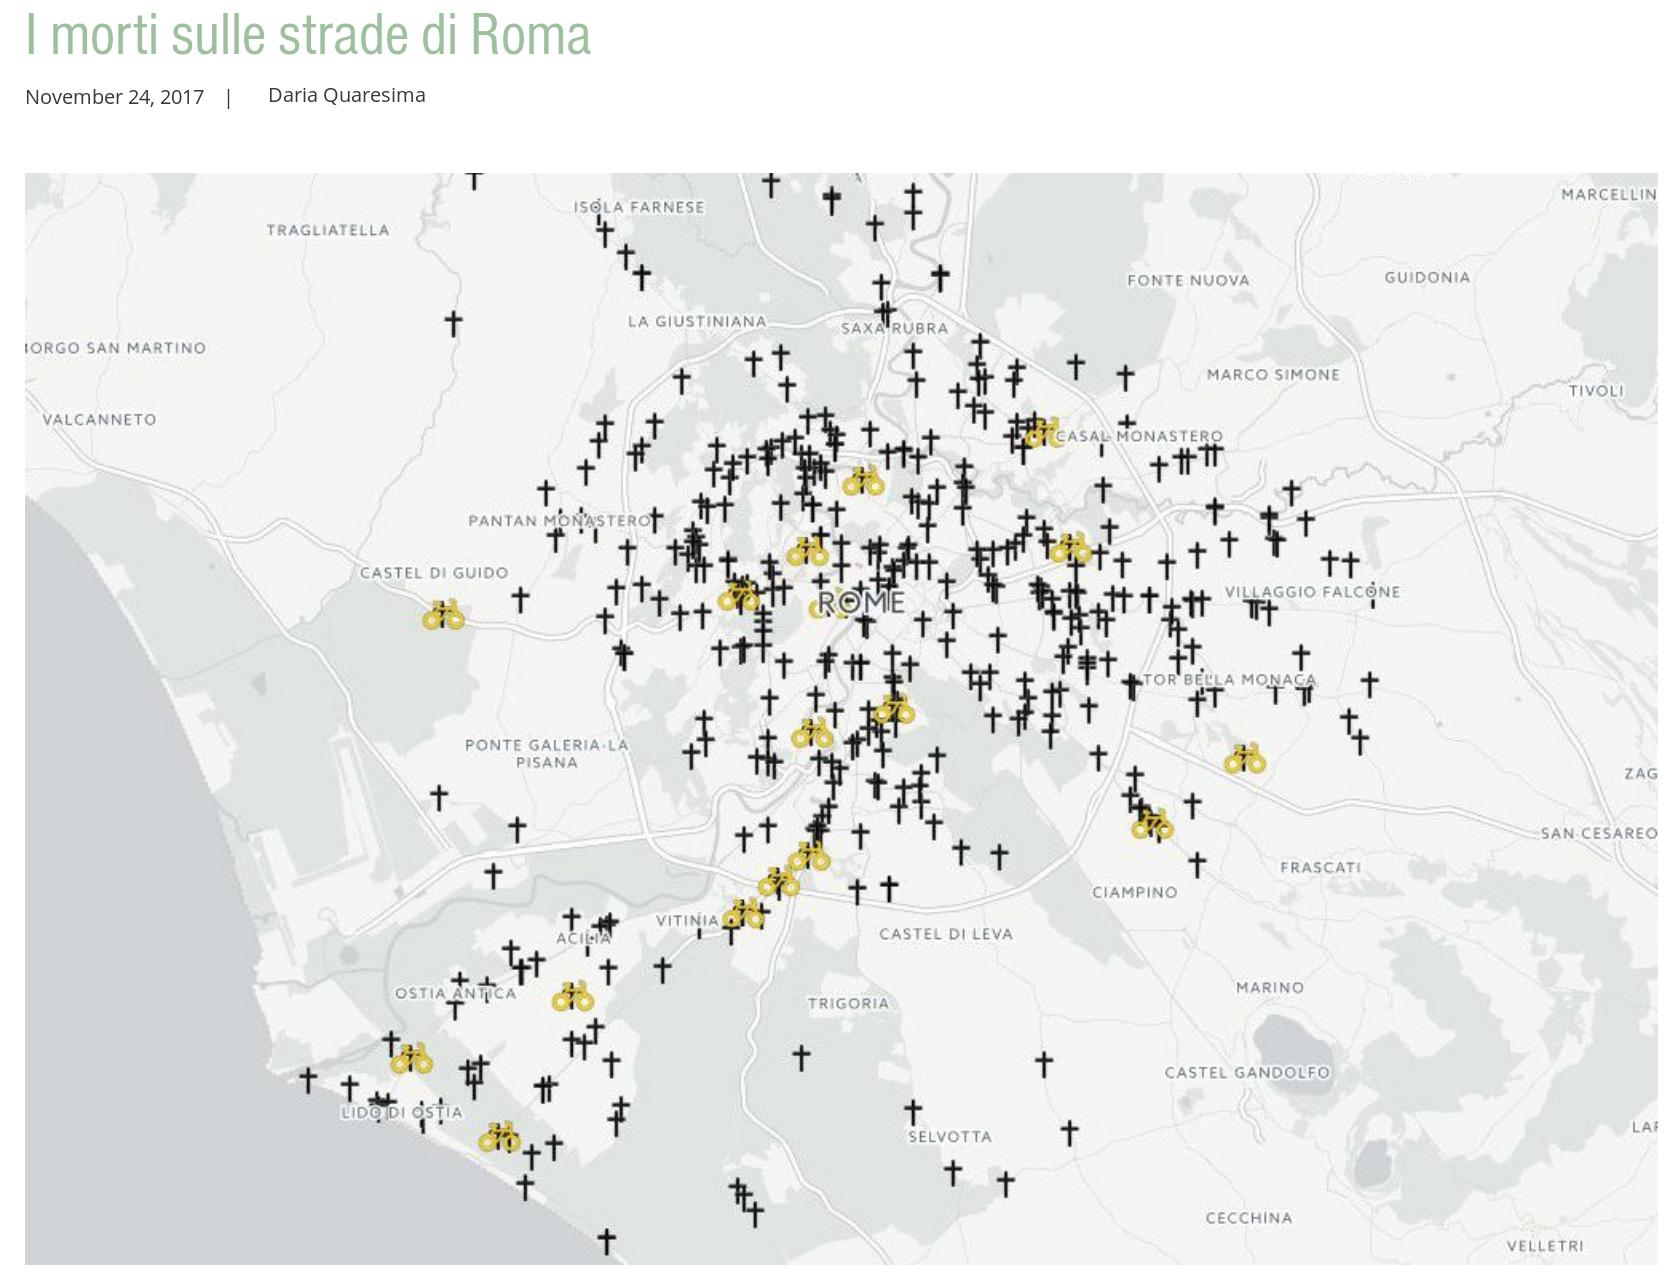 I morti sulle strade di Roma
November 24, 2017 | Daria Quaresima
MARCELLIN
ISOLA FARNESE
TRAGLIATELLA
FONTE NUOVA
GUIDONIA
LA GIUSTINIANA
SAXA RUBRA
BORGO SAN MARTINO
MARCO SIMONE
TIVOLI
VALCANNETO
CASAL MONASTERO
PANTAN MONASTERO
CASTEL DI GUIDO
VILLAGGIO FALCONE
ROME
TOR BELLA MONACA
PONTE GALERIA-LA
PISANA
ZAG
SAN CESAREO
FRASCATI
CIAMPINO
VITINIA
CASTEL DI LEVA
ACILIA
MARINO
OSTIA ANTICA
TRIGORIA
CASTEL GANDOLFO
LIDO DI OSTIA
LAR
SELVOTTA
CECCHINA
VELLETRI